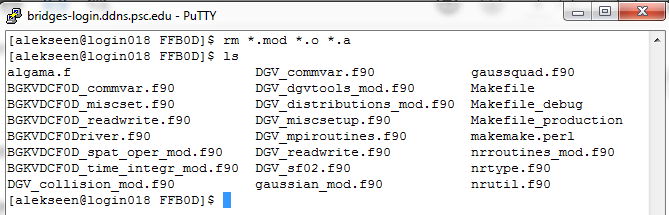 bridges-login.ddns.psc.edu - PuTTY
[alekseen@login018 FFB0D]$ rm *.mod *.o *.a
[alekseen@login018 FFB0D]$ ls
algama.f DGV_commvar.f90 gaussquad.f90
BGKVDCF0D_commvar.f90 DGV_dgvtools_mod.f90 Makefile
BGKVDCF0D_miscset.f90 DGV_distributions_mod.f90 Makefile_debug
BGKVDCF0D_readwrite.f90 DGV_miscsetup.f90 Makefile_production
BGKVDCF0Driver.f90 DGV_mpiroutines.f90 makemake.perl
BGKVDCF0D_spat_oper_mod.f90 DGV_readwrite.f90 nrroutines_mod.f90
BGKVDCF0D_time_integr_mod.f90 DGV_sf02.f90 nrtype.f90
DGV_collision_mod.f90 gaussian_mod.f90 nrutil.f90
[alekseen@login018 FFB0D]$